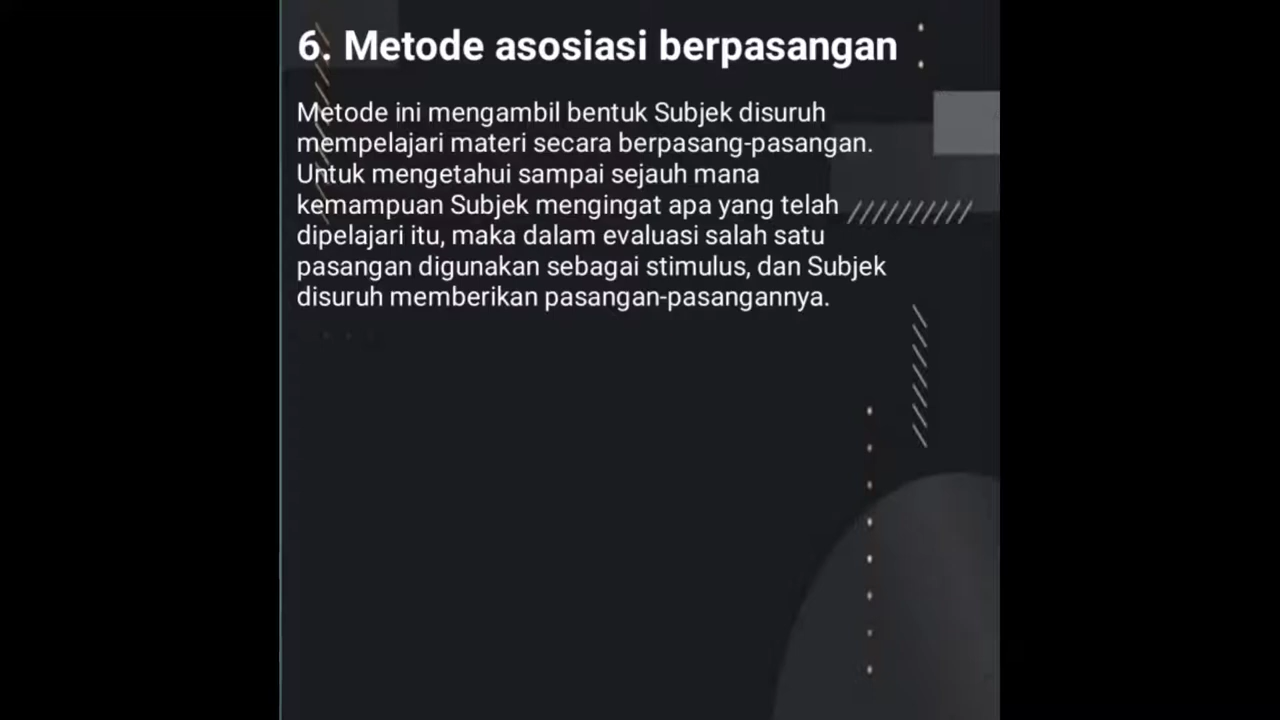 6. Metode asosiasi berpasangan
Metode ini mengambil bentuk Subjek disuruh
mempelajari materi secara berpasang-pasangan.
Untuk mengetahui sampai sejauh mana
kemampuan Subjek mengingat apa yang telah
dipelajari itu, maka dalam evaluasi salah satu
pasangan digunakan sebagai stimulus, dan Subjek
disuruh memberikan pasangan-pasangannya.